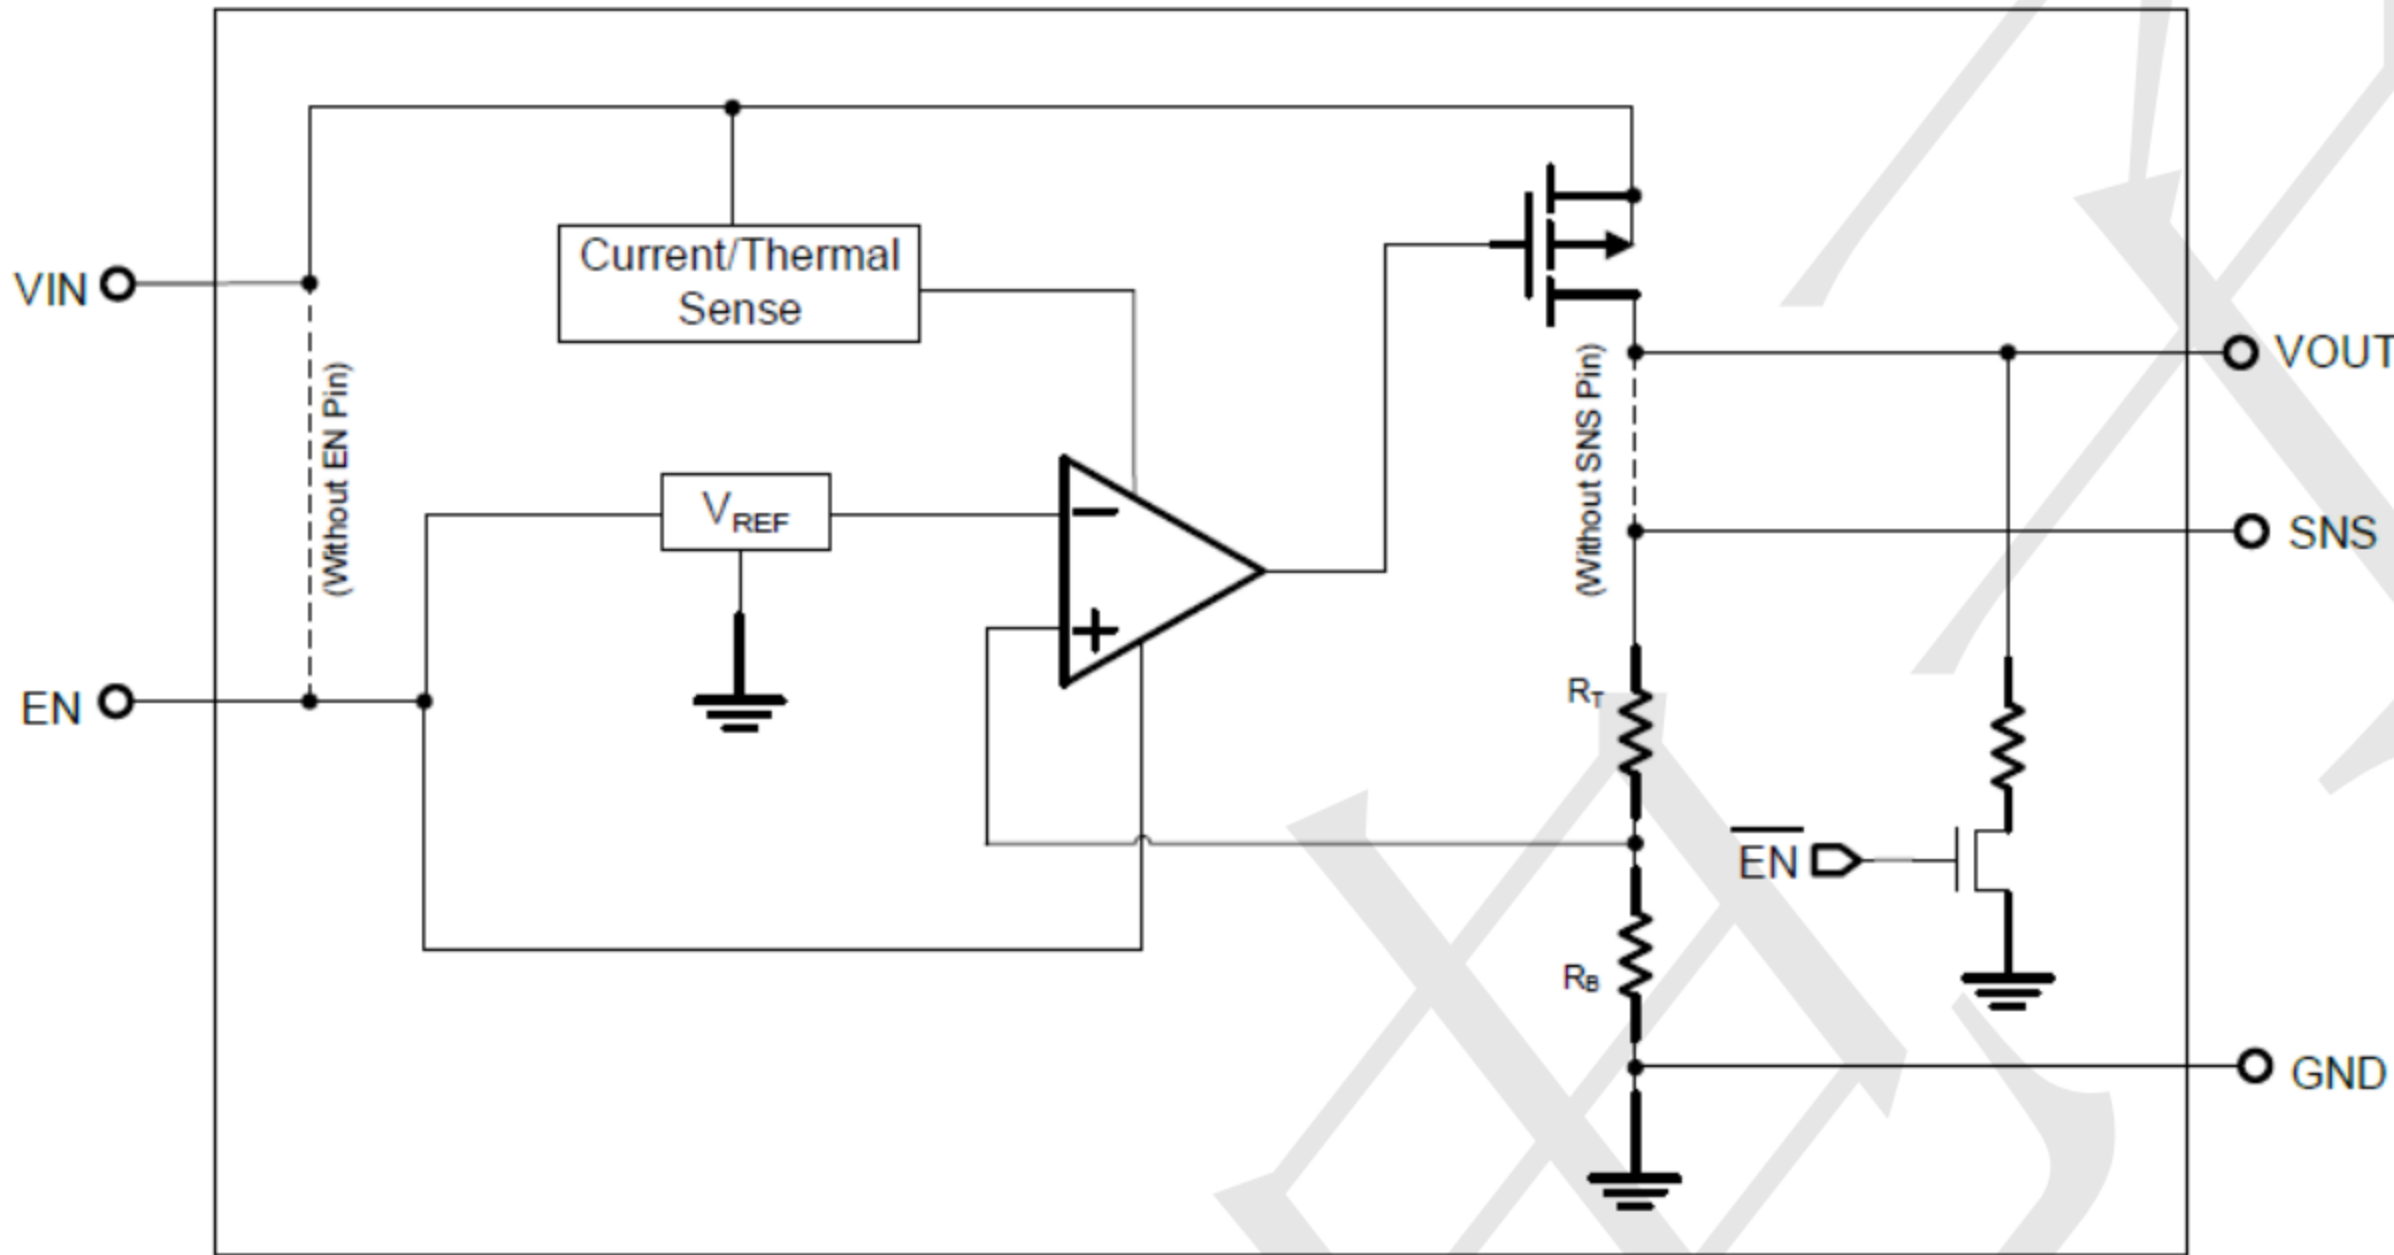 VIN
EN
(Without EN Pin)
Current/Thermal
Sense
VREF
−
+
(Without SNS Pin)
RT
RB
EN
VOUT
SNS
GND